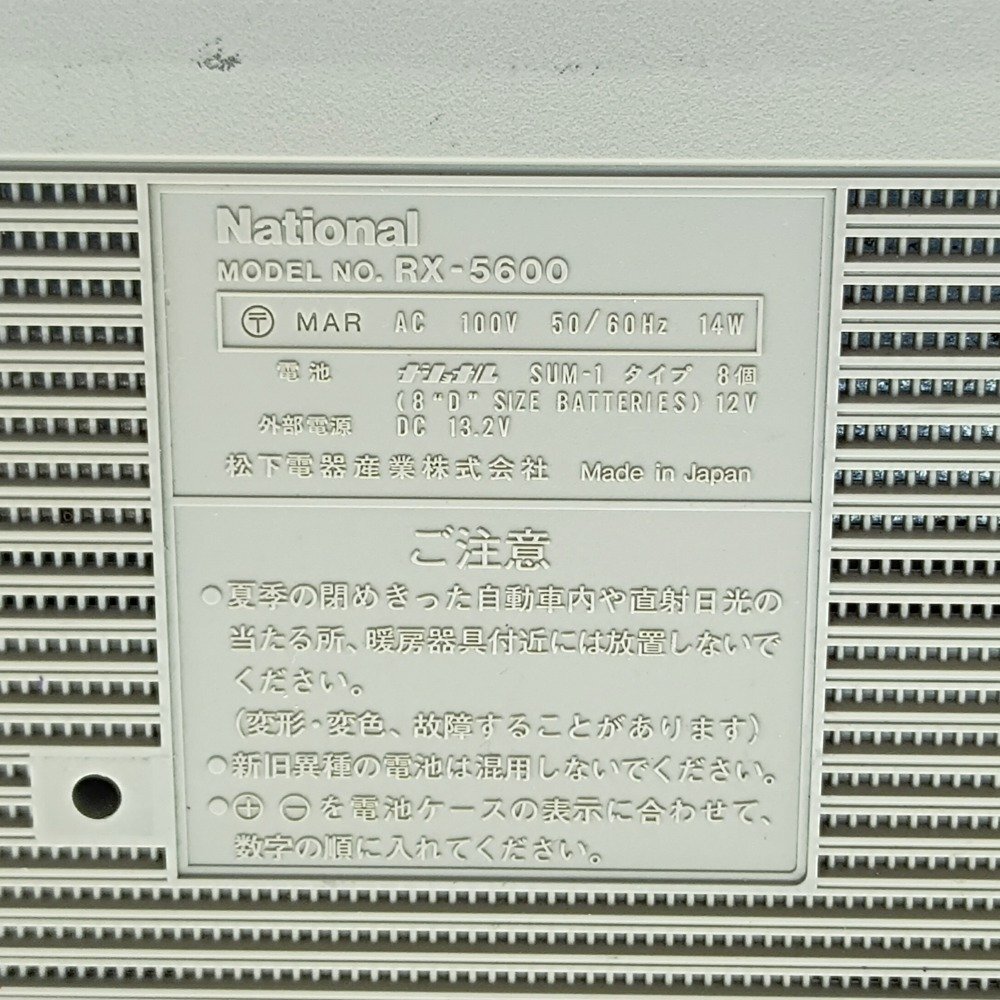 National
MODEL NO. RX-5600
〒 MAR AC 100V 50/60Hz 14W
電池 ナショナル SUM-1 タイプ 8個
(8 "D" SIZE BATTERIES) 12V
外部電源 DC 13.2V
松下電器産業株式会社 Made in Japan
ご注意
●夏季の閉めきった自動車内や直射日光の
当たる所、暖房器具付近には放置しないで
ください。
(変形・変色、故障することがあります)
●新旧異種の電池は混用しないでください。
●⊕ ⊖を電池ケースの表示に合わせて、
数字の順に入れてください。